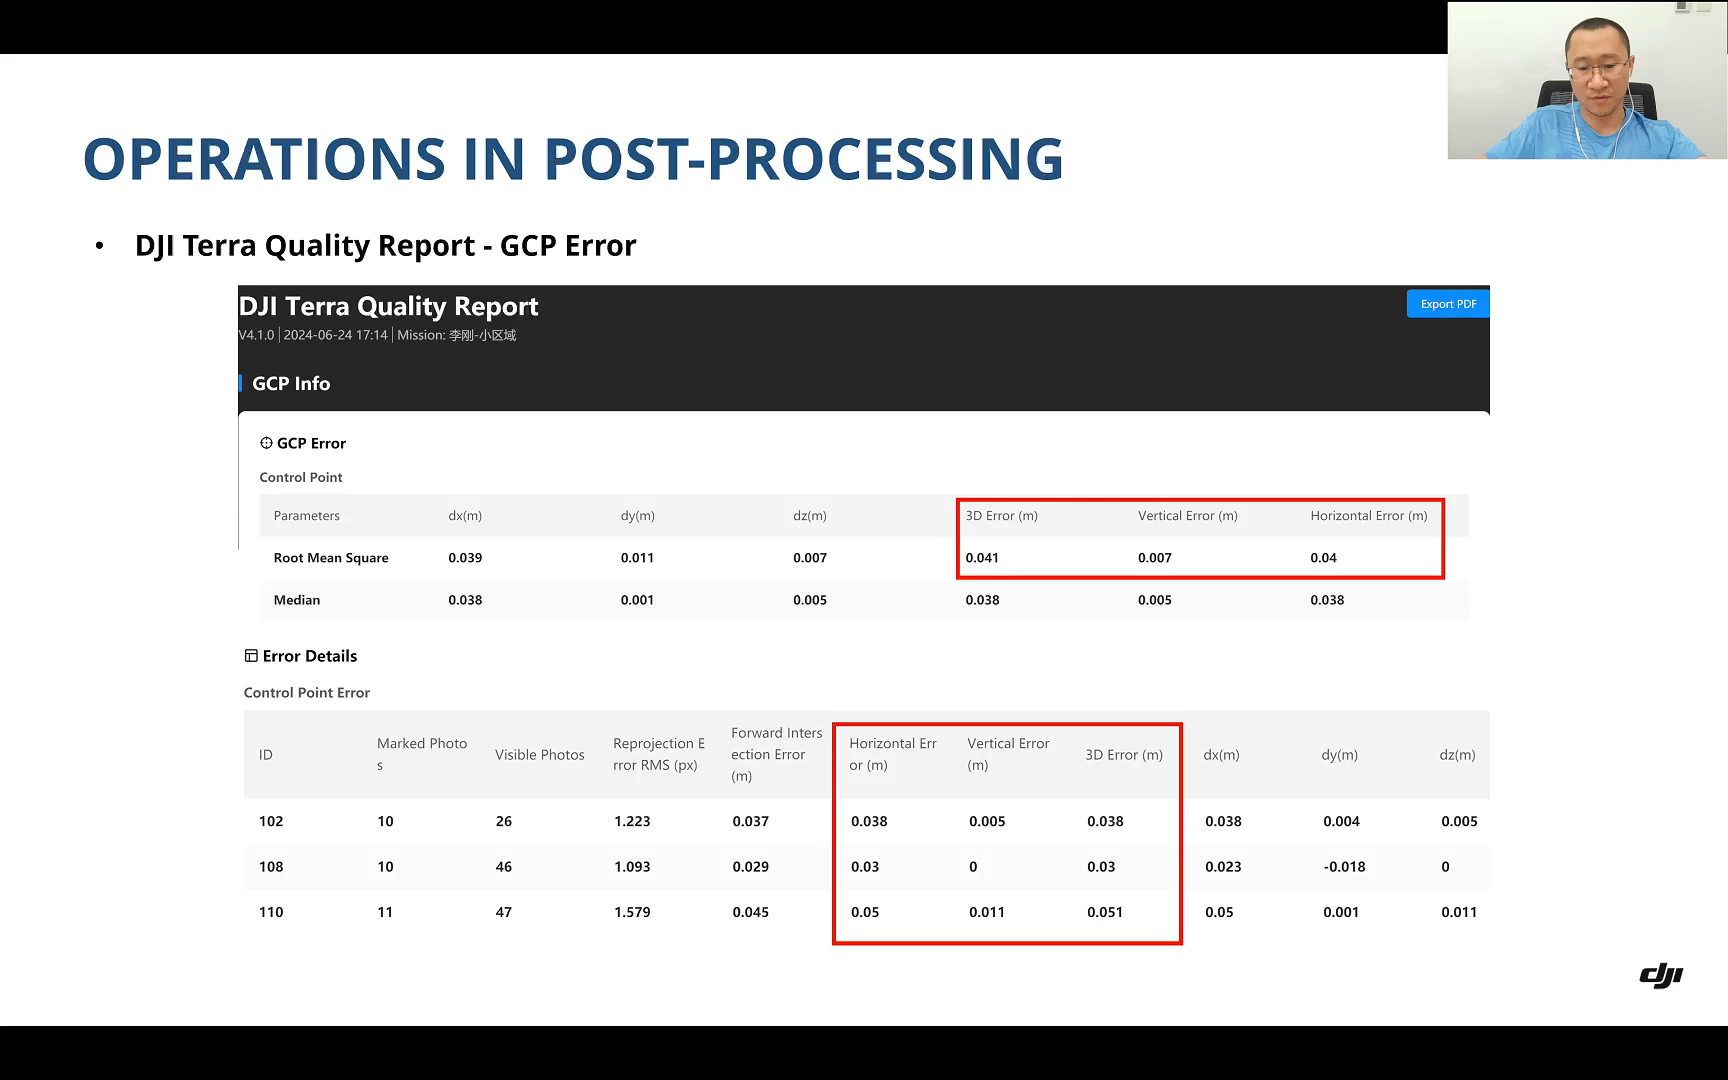 OPERATIONS IN POST-PROCESSING
• DJI Terra Quality Report - GCP Error
DJI Terra Quality Report
Export PDF
V4.1.0 | 2024-06-24 17:14 | Mission: 李刚-小区域
GCP Info
GCP Error
Control Point
Parameters dx(m) dy(m) dz(m) 3D Error (m) Vertical Error (m) Horizontal Error (m)
Root Mean Square 0.039 0.011 0.007 0.041 0.007 0.04
Median 0.038 0.001 0.005 0.038 0.005 0.038
Error Details
Control Point Error
ID
Marked Photo
s
Visible Photos
Reprojection E
rror RMS (px)
Forward Inters
ection Error
(m)
Horizontal Err
or (m)
Vertical Error
(m)
3D Error (m)
dx(m)
dy(m)
dz(m)
102 10 26 1.223 0.037 0.038 0.005 0.038 0.038 0.004 0.005
108 10 46 1.093 0.029 0.03 0 0.03 0.023 -0.018 0
110 11 47 1.579 0.045 0.05 0.011 0.051 0.05 0.001 0.011
dji